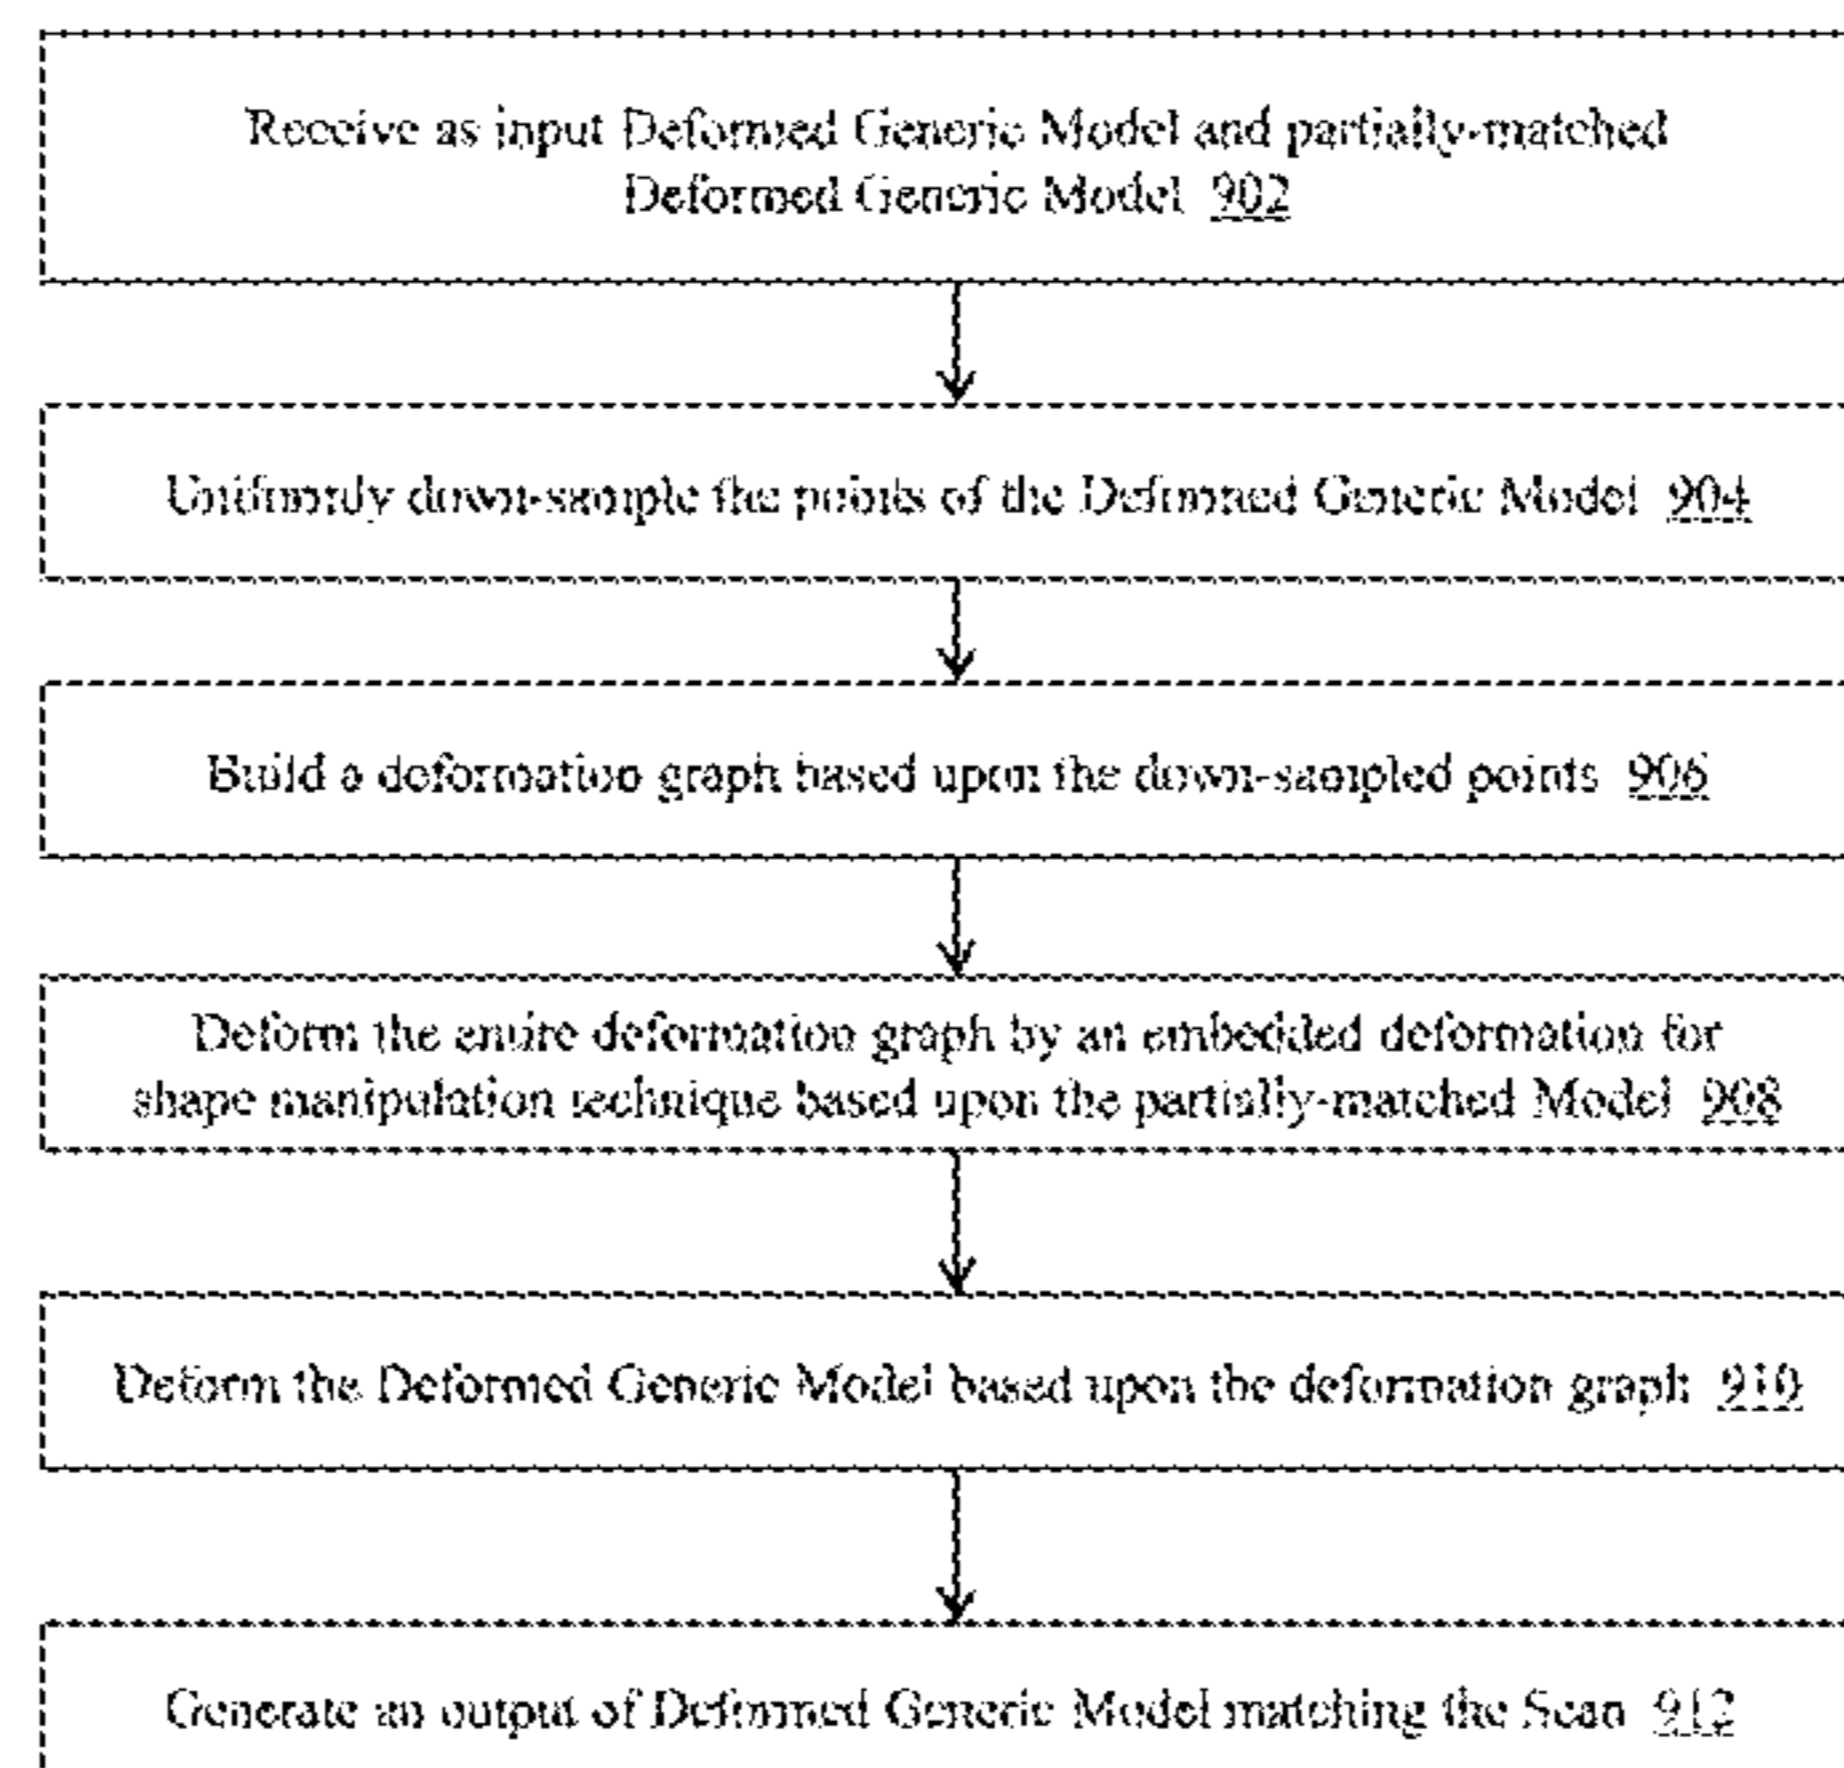 Receive as input Deformed Generic Model and partially-matched
Deformed Generic Model 902
Uniformly down-sample the points of the Deformed Generic Model 904
Build a deformation graph based upon the down-sampled points 906
Deform the entire deformation graph by an embedded deformation for
shape manipulation technique based upon the partially-matched Model 908
Deform the Deformed Generic Model based upon the deformation graph 910
Generate an output of Deformed Generic Model matching the Scan 912